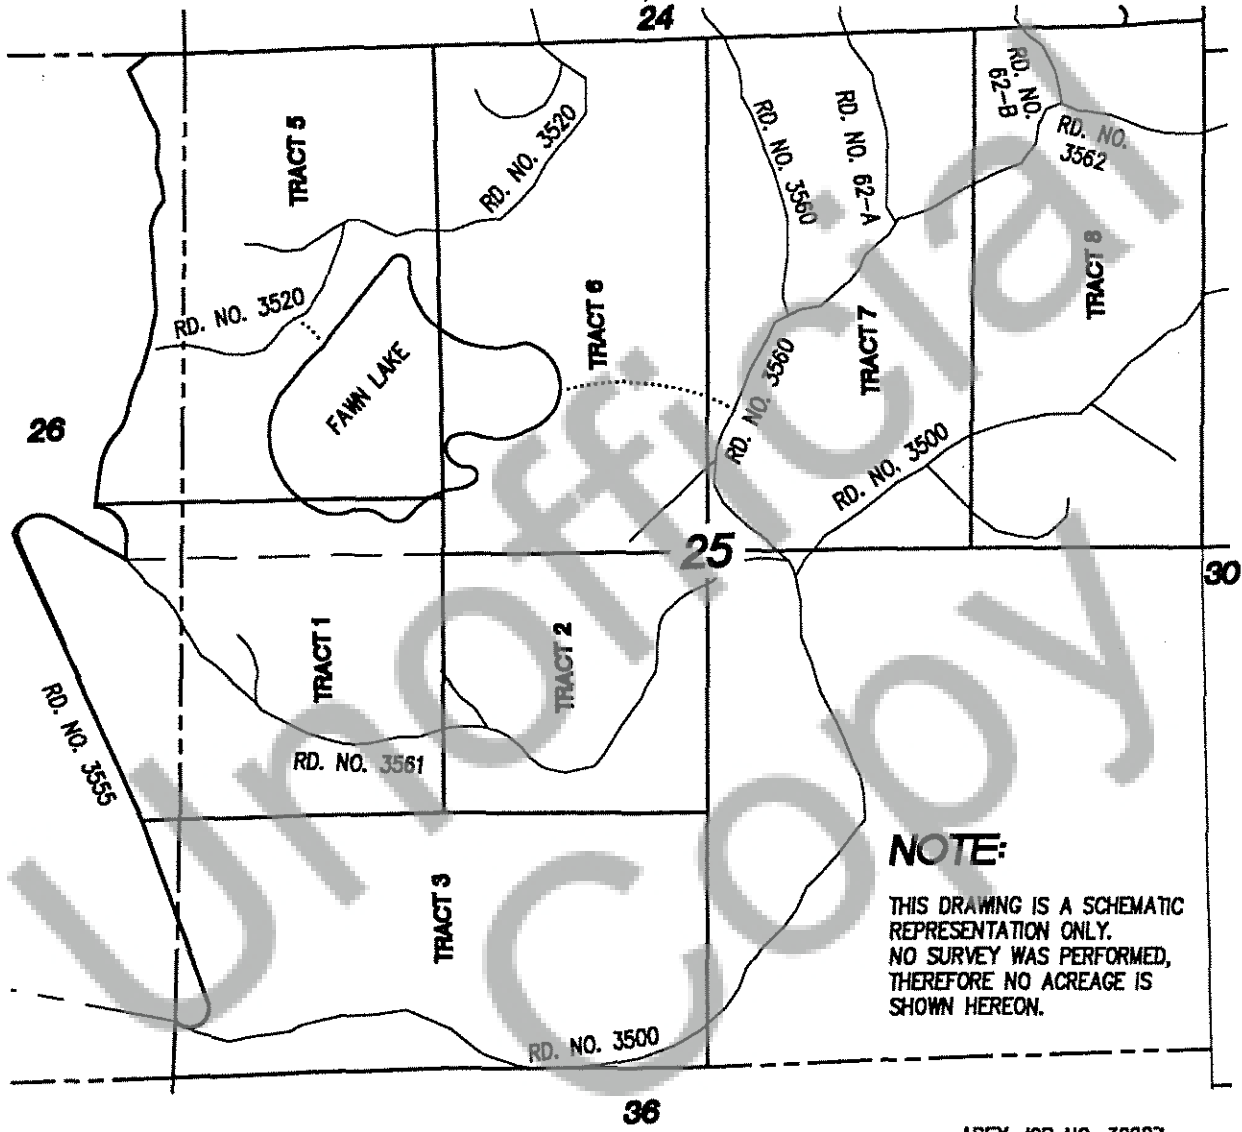 24
TRACT 5
RD. NO. 3520
RD. NO. 3560
RD. NO. 62-A
RD. NO.
62-B
RD. NO.
3562
RD. NO. 3520
TRACT 6
TRACT 7
TRACT 8
FAWN LAKE
RD. NO. 3560
26
RD. NO. 3500
25
30
TRACT 1
TRACT 2
RD. NO. 3555
RD. NO. 3561
TRACT 3
NOTE:
THIS DRAWING IS A SCHEMATIC
REPRESENTATION ONLY.
NO SURVEY WAS PERFORMED,
THEREFORE NO ACREAGE IS
SHOWN HEREON.
RD. NO. 3500
36
Unofficial
Copy